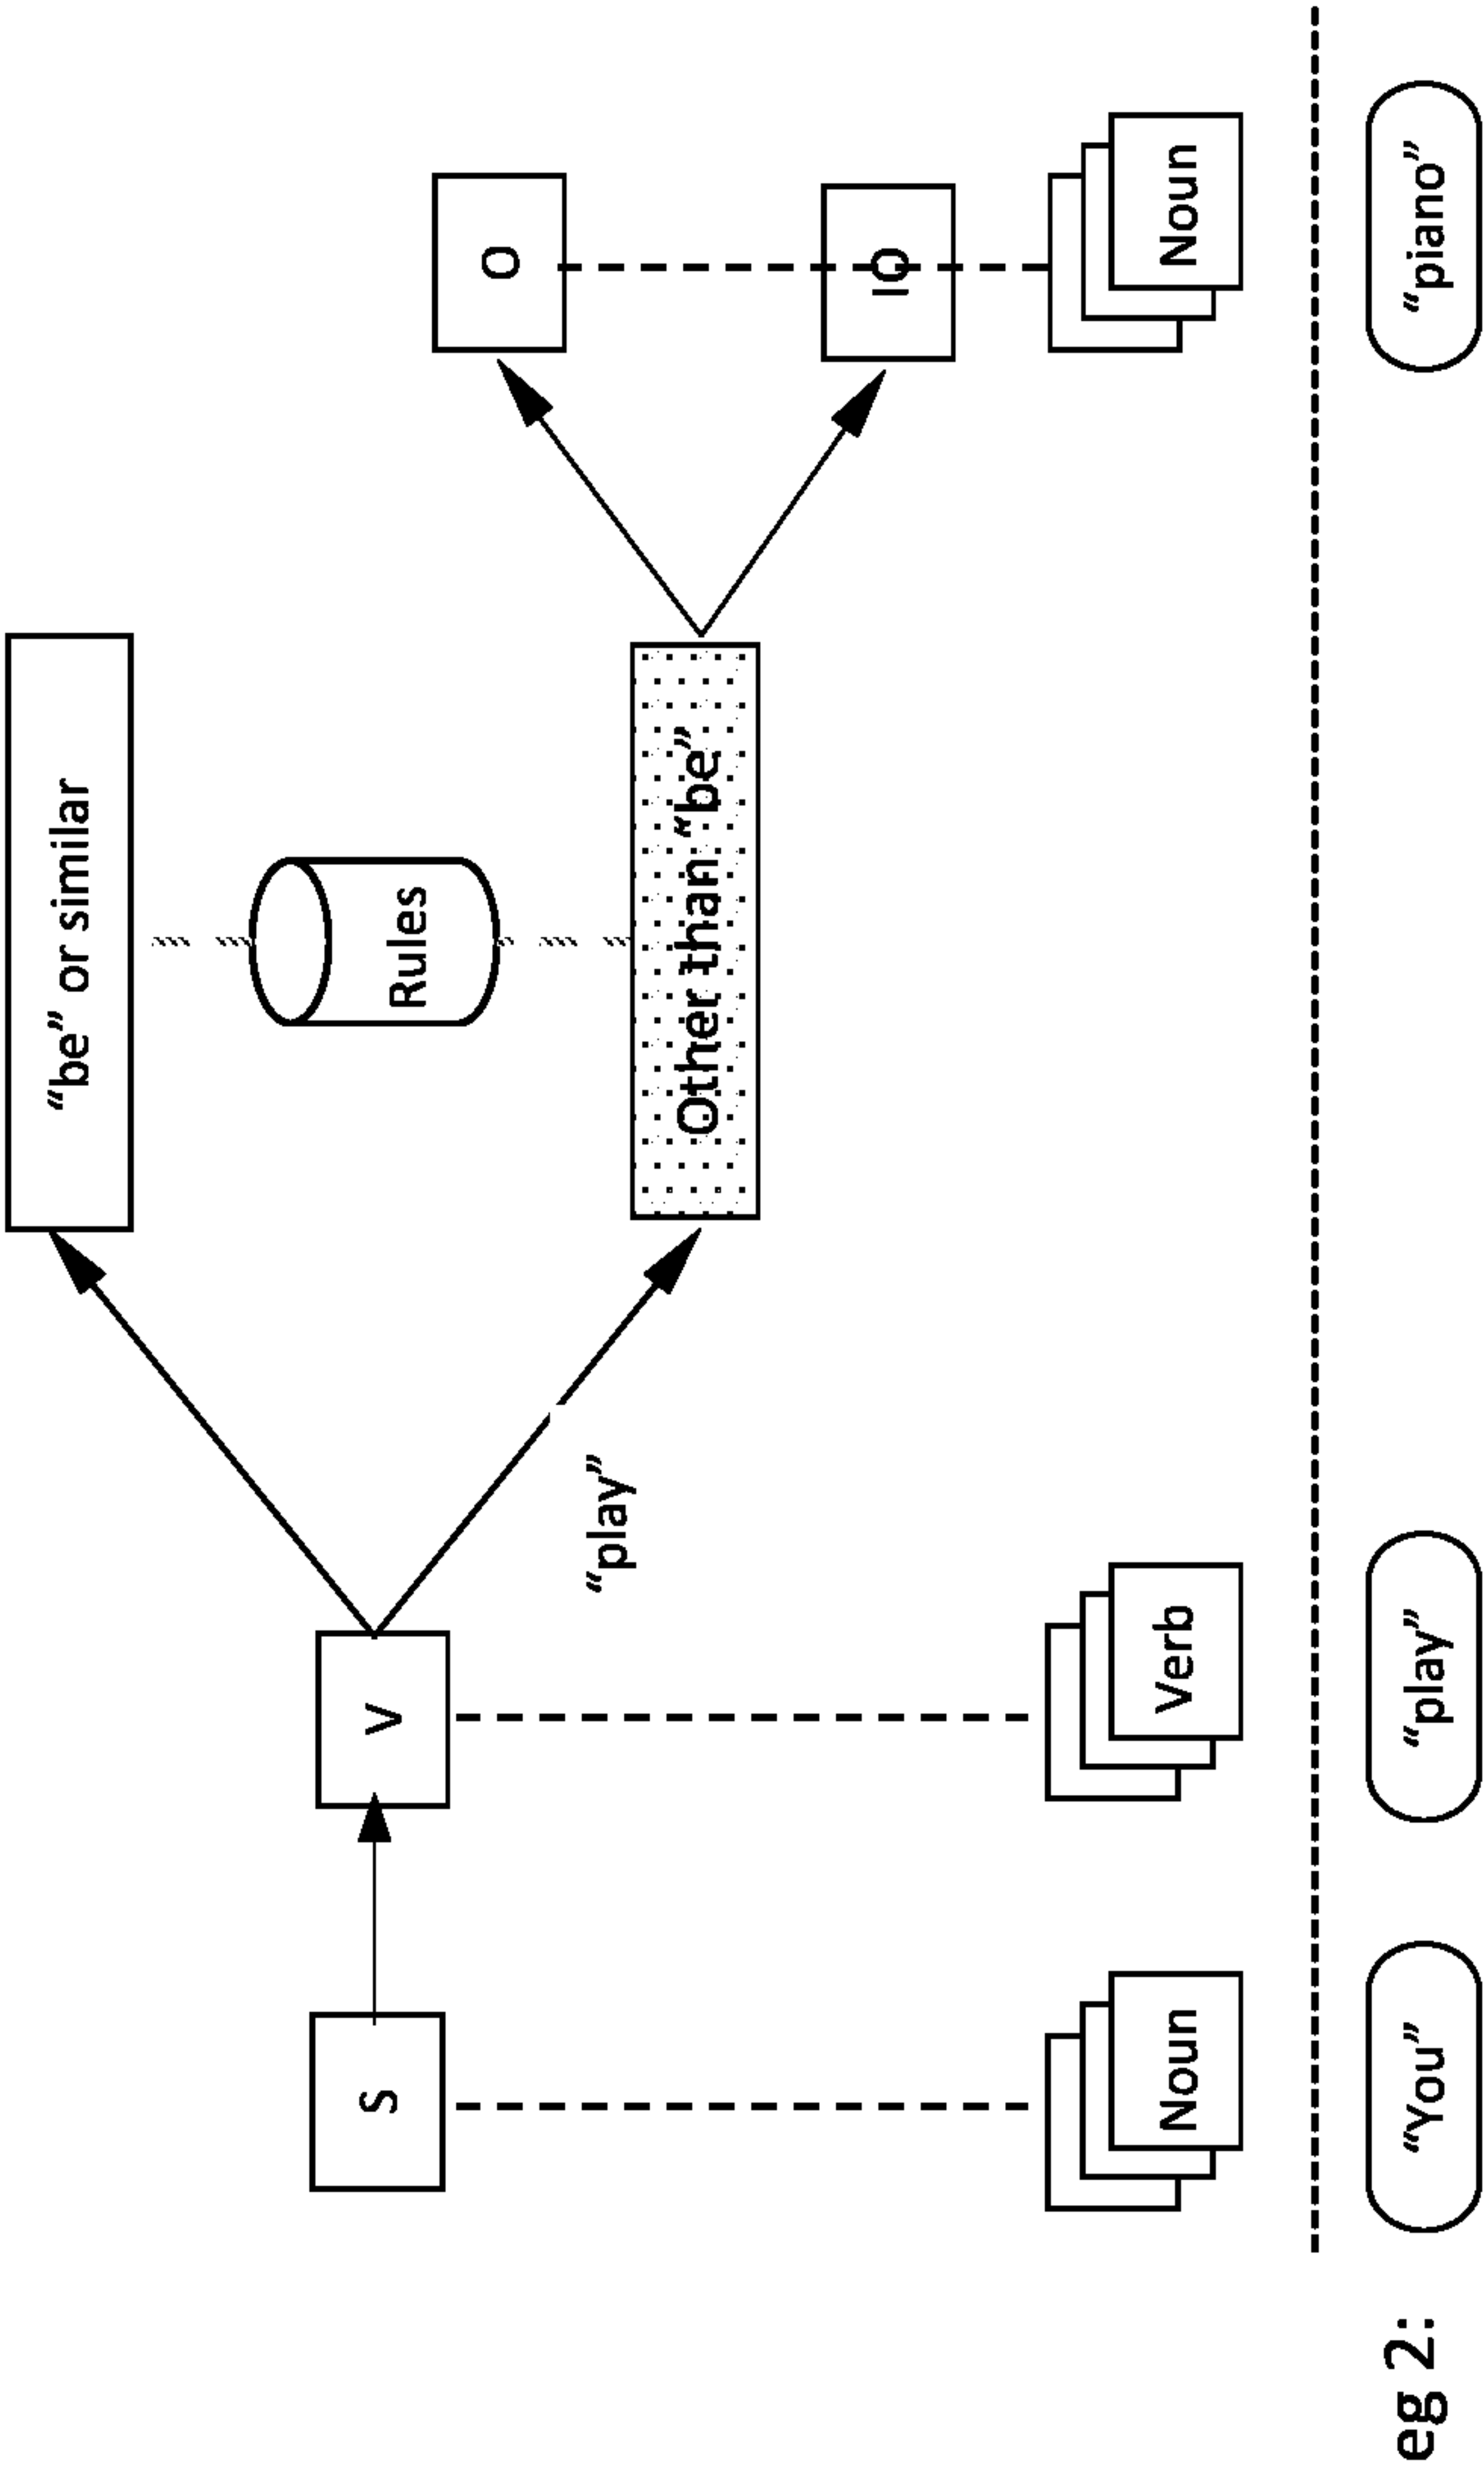 “be” or similar
S
V
Rules
O
“play”
Other than “be”
IO
Noun
Verb
Noun
eg 2:
“You”
“play”
“piano”